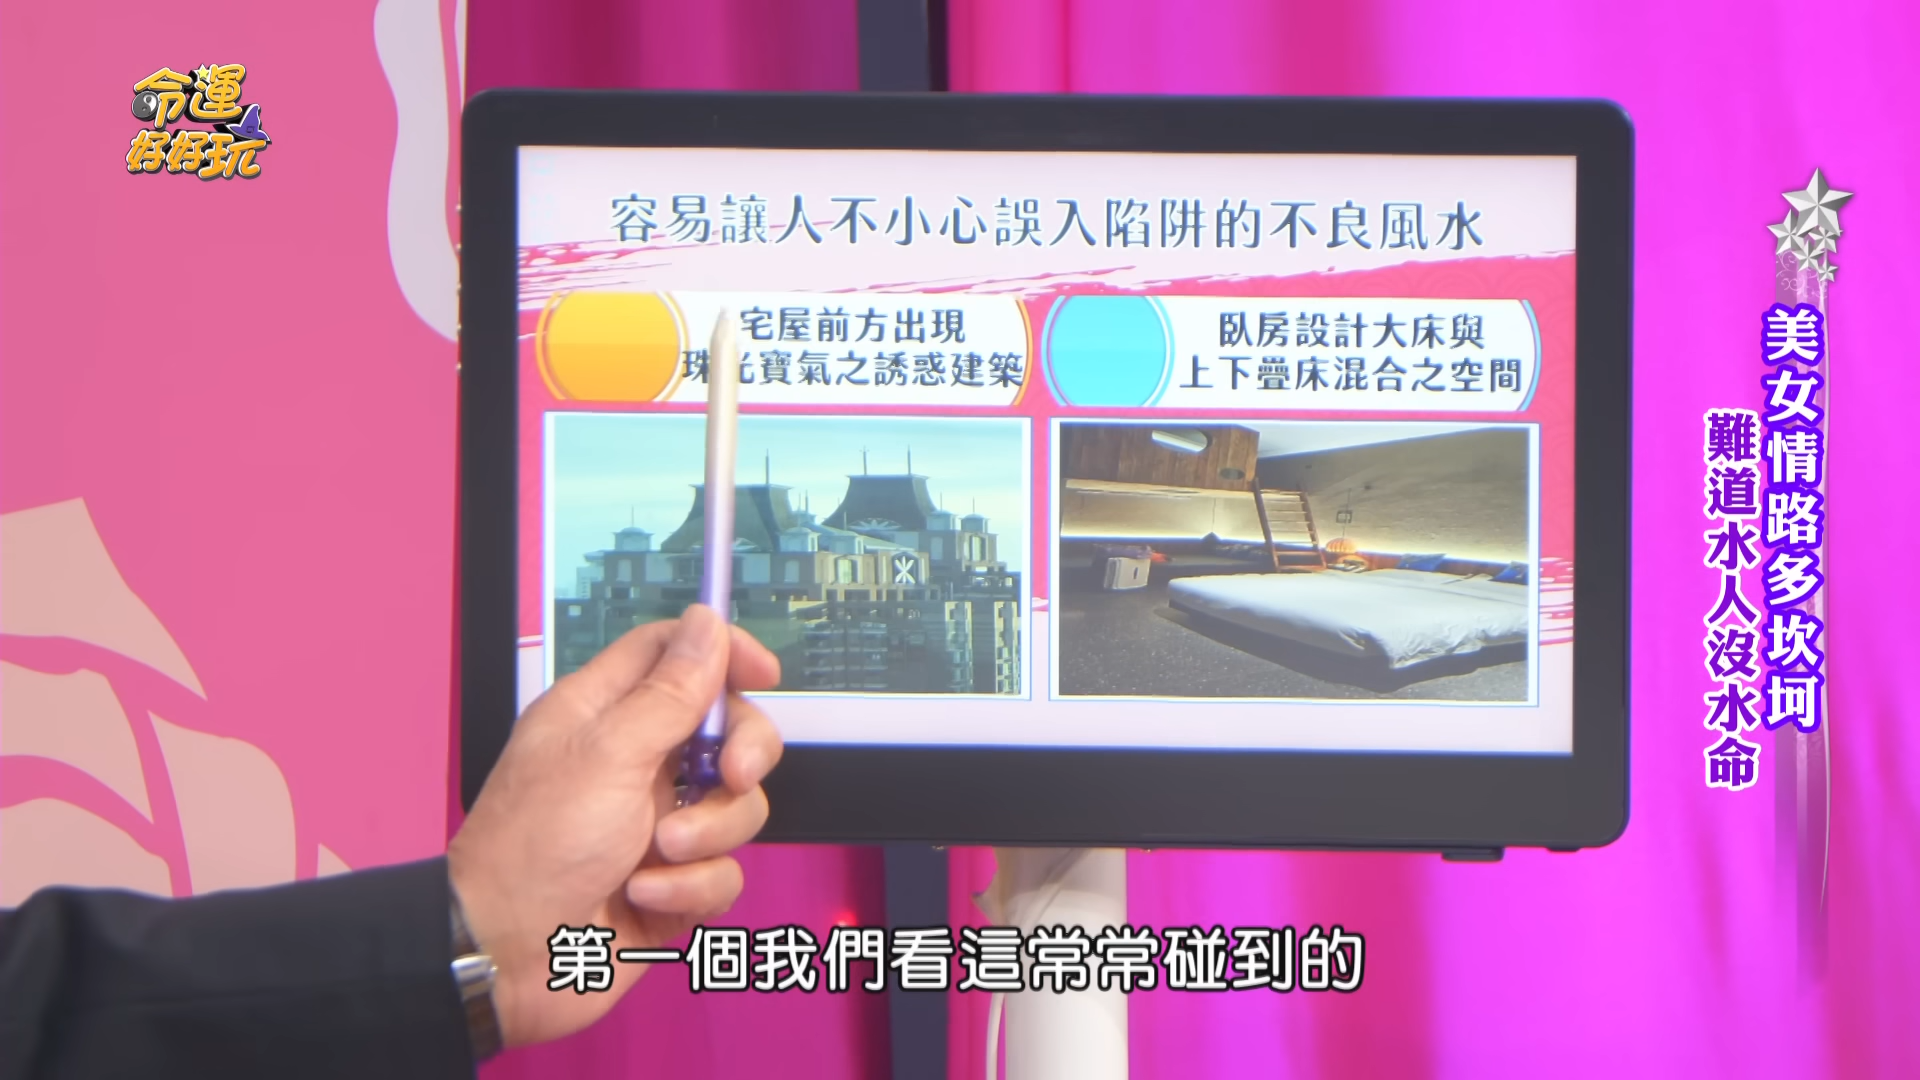 命運
好好玩
容易讓人不小心誤入陷阱的不良風水
宅屋前方出現
珠光寶氣之誘惑建築
臥房設計大床與
上下疊床混合之空間
美女情路多坎坷
難道水人沒水命
第一個我們看這常常碰到的